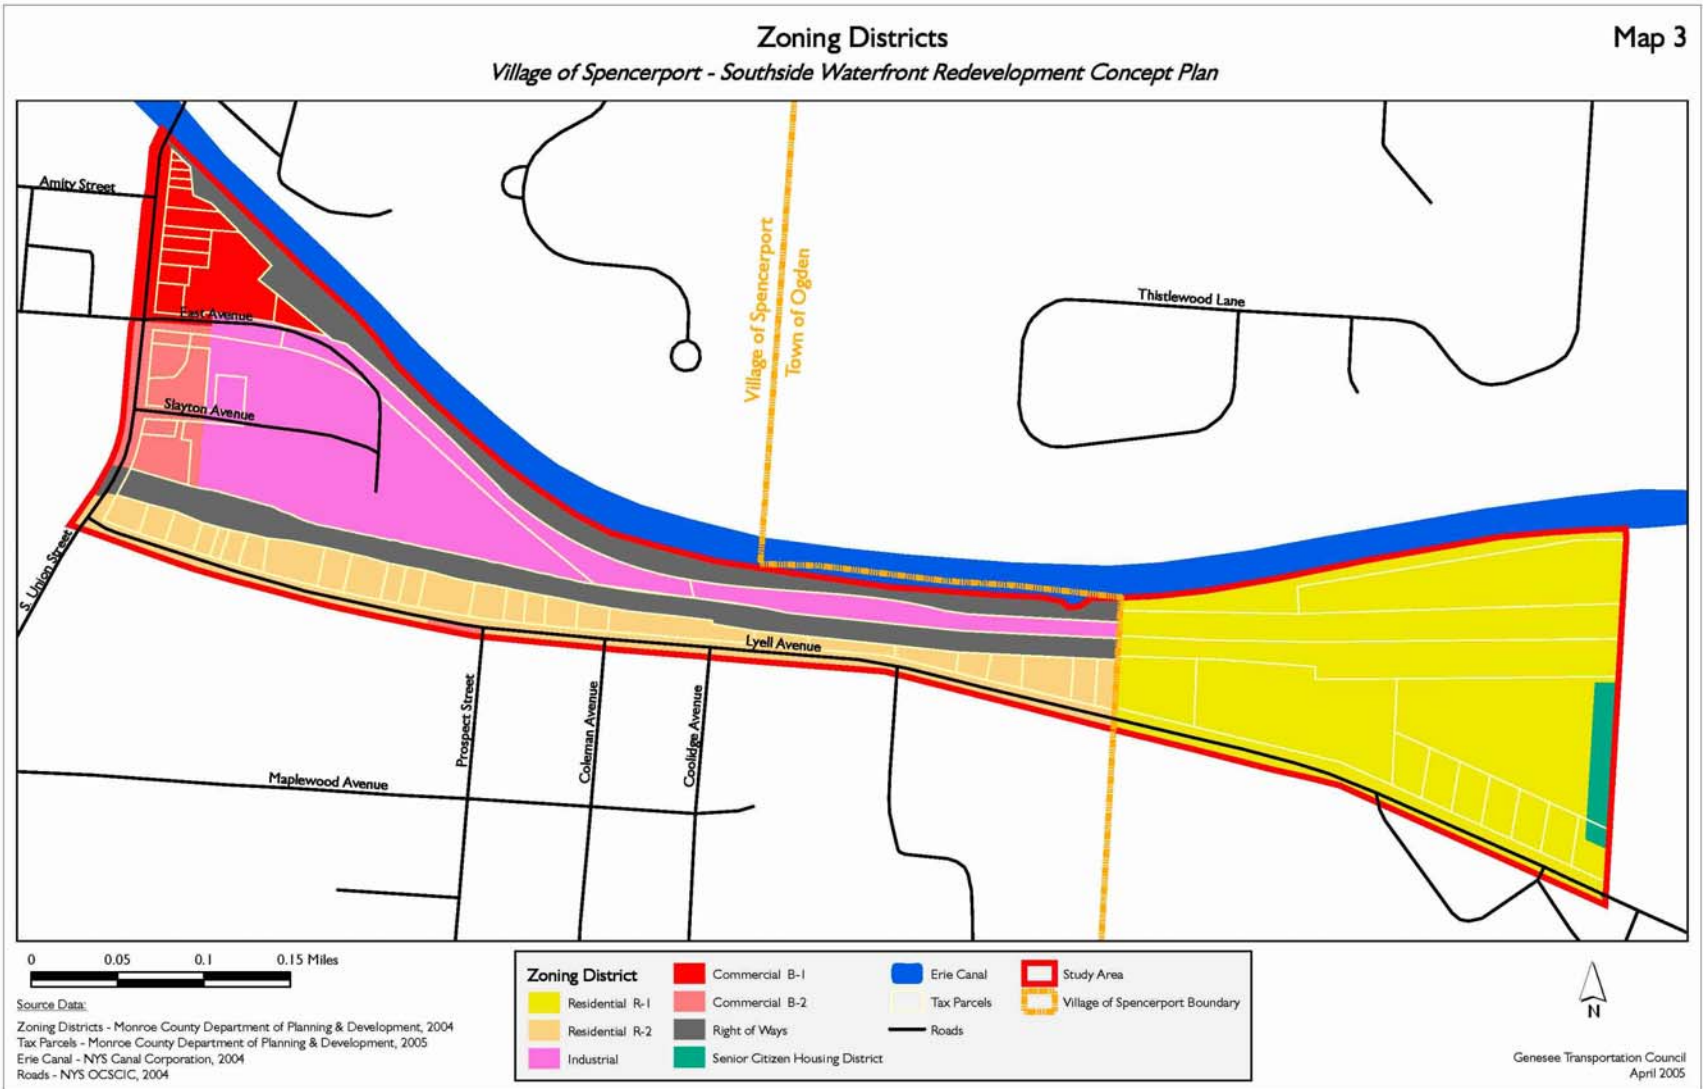 Zoning Districts
Map 3
Village of Spencerport - Southside Waterfront Redevelopment Concept Plan
Amity Street
East Avenue
Slayton Avenue
S. Union Street
Village of Spencerport
Town of Ogden
Thistlewood Lane
Lyell Avenue
Prospect Street
Coleman Avenue
Coolidge Avenue
Maplewood Avenue
0 0.05 0.1 0.15 Miles
Source Data:
Zoning Districts - Monroe County Department of Planning & Development, 2004
Tax Parcels - Monroe County Department of Planning & Development, 2005
Erie Canal - NYS Canal Corporation, 2004
Roads - NYS OCSCIC, 2004
Zoning District
Residential R-1
Residential R-2
Industrial
Commercial B-1
Commercial B-2
Right of Ways
Senior Citizen Housing District
Erie Canal
Tax Parcels
Roads
Study Area
Village of Spencerport Boundary
N
Genesee Transportation Council
April 2005